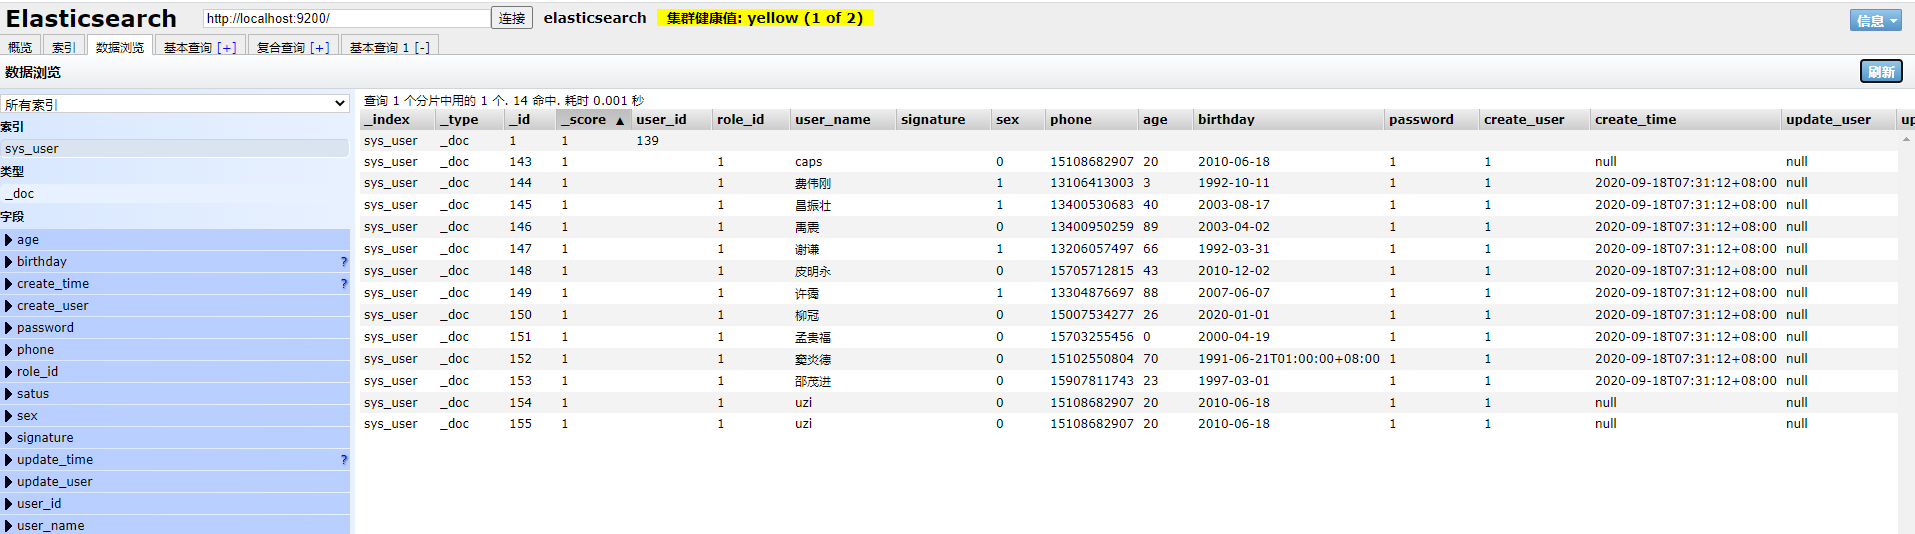 Elasticsearch http://localhost:9200/ 连接 elasticsearch 集群健康值: yellow (1 of 2) 信息
概览 索引 数据浏览 基本查询 [+] 复合查询 [+] 基本查询 1 [-]
数据浏览 刷新
所有索引
索引
sys_user
类型
_doc
字段
age
birthday ?
create_time ?
create_user
password
phone
role_id
satus
sex
signature
update_time ?
update_user
user_id
user_name
查询 1 个分片中用的 1 个. 14 命中. 耗时 0.001 秒
_index _type _id _score ▲ user_id role_id user_name signature sex phone age birthday password create_user create_time update_user up
sys_user _doc 1 1 139
sys_user _doc 143 1 1 caps 0 15108682907 20 2010-06-18 1 1 null null
sys_user _doc 144 1 1 费伟刚 1 13106413003 3 1992-10-11 1 1 2020-09-18T07:31:12+08:00 null
sys_user _doc 145 1 1 昌振壮 1 13400530683 40 2003-08-17 1 1 2020-09-18T07:31:12+08:00 null
sys_user _doc 146 1 1 禹震 0 13400950259 89 2003-04-02 1 1 2020-09-18T07:31:12+08:00 null
sys_user _doc 147 1 1 谢谦 1 13206057497 66 1992-03-31 1 1 2020-09-18T07:31:12+08:00 null
sys_user _doc 148 1 1 皮明永 0 15705712815 43 2010-12-02 1 1 2020-09-18T07:31:12+08:00 null
sys_user _doc 149 1 1 许 1 13304876697 88 2007-06-07 1 1 2020-09-18T07:31:12+08:00 null
sys_user _doc 150 1 1 柳冠 0 15007534277 26 2020-01-01 1 1 2020-09-18T07:31:12+08:00 null
sys_user _doc 151 1 1 孟贵福 0 15703255456 0 2000-04-19 1 1 2020-09-18T07:31:12+08:00 null
sys_user _doc 152 1 1 窦炎德 0 15102550804 70 1991-06-21T01:00:00+08:00 1 1 2020-09-18T07:31:12+08:00 null
sys_user _doc 153 1 1 邵茂进 0 15907811743 23 1997-03-01 1 1 2020-09-18T07:31:12+08:00 null
sys_user _doc 154 1 1 uzi 0 15108682907 20 2010-06-18 1 1 null null
sys_user _doc 155 1 1 uzi 0 15108682907 20 2010-06-18 1 1 null null